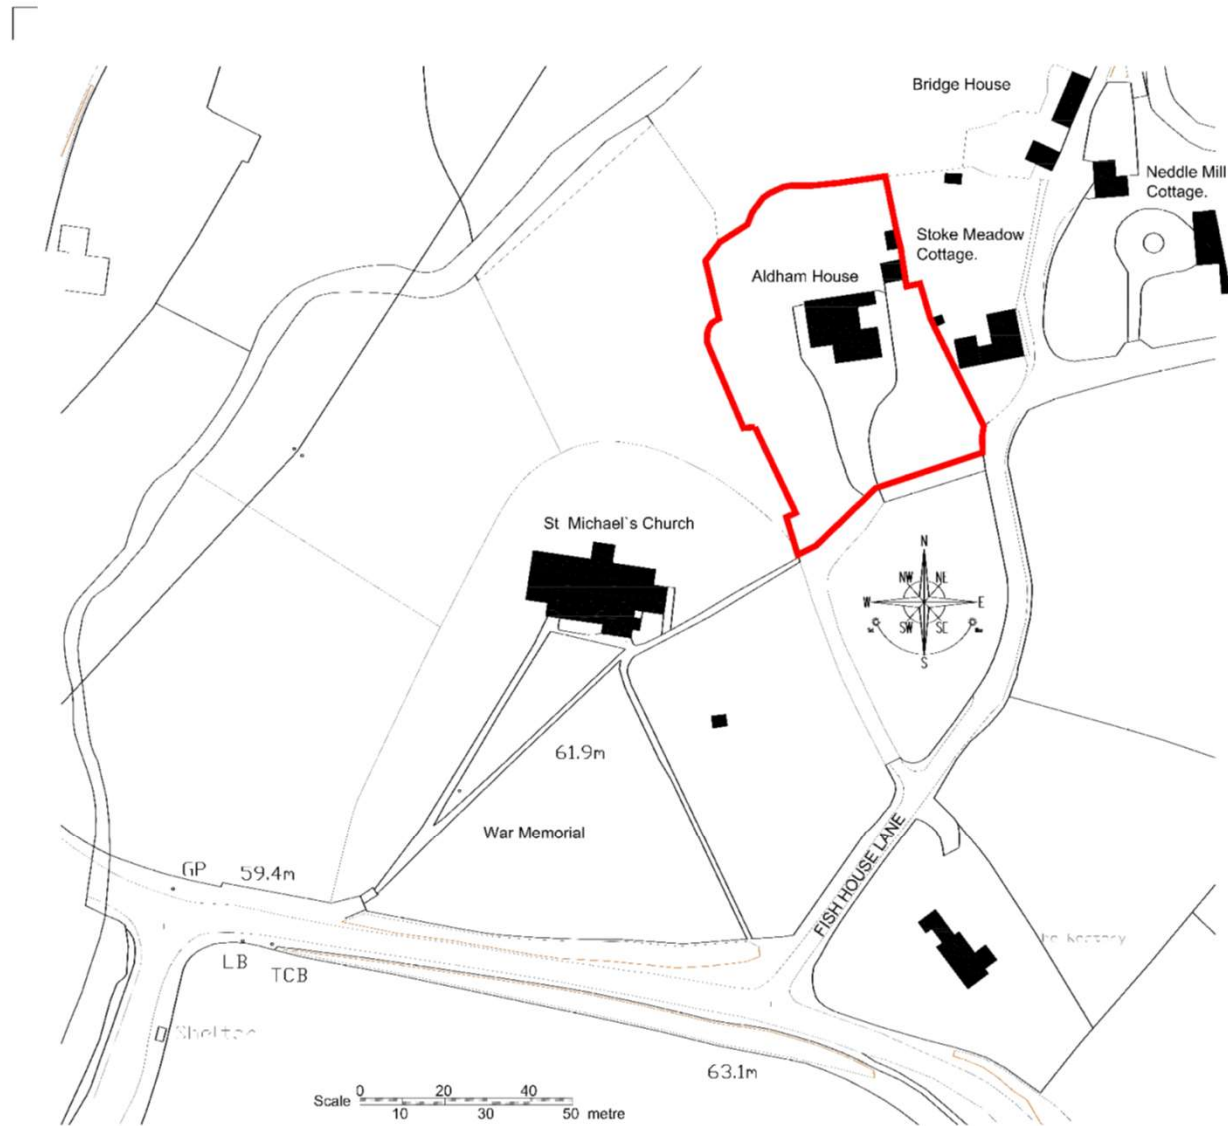 Bridge House
Neddle Mill
Cottage.
Stoke Meadow
Cottage.
Aldham House
St Michael`s Church
N
NW NE
W E
SW SE
S
61.9m
War Memorial
FISH HOUSE LANE
GP 59.4m
LB
TCB
63.1m
Scale 0 20 40
10 30 50 metre